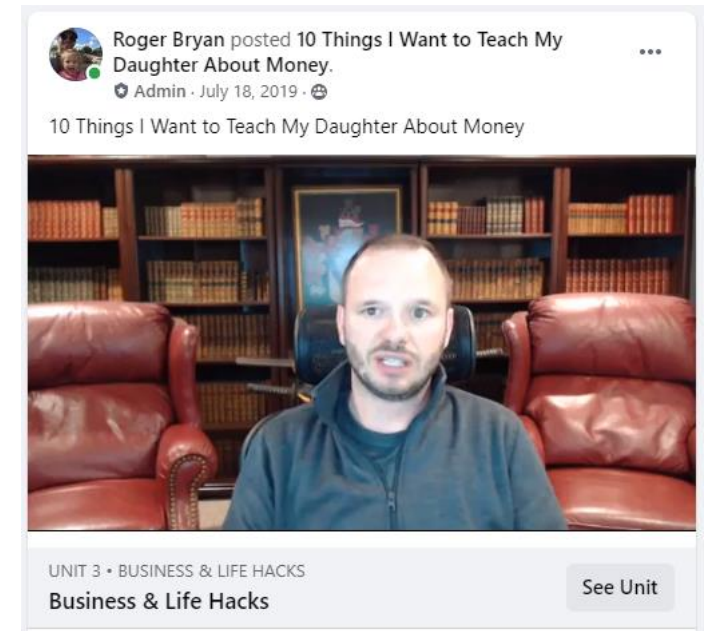 Roger Bryan posted 10 Things I Want to Teach My
Daughter About Money.
Admin · July 18, 2019 ·
10 Things I Want to Teach My Daughter About Money
UNIT 3 • BUSINESS & LIFE HACKS
Business & Life Hacks
See Unit